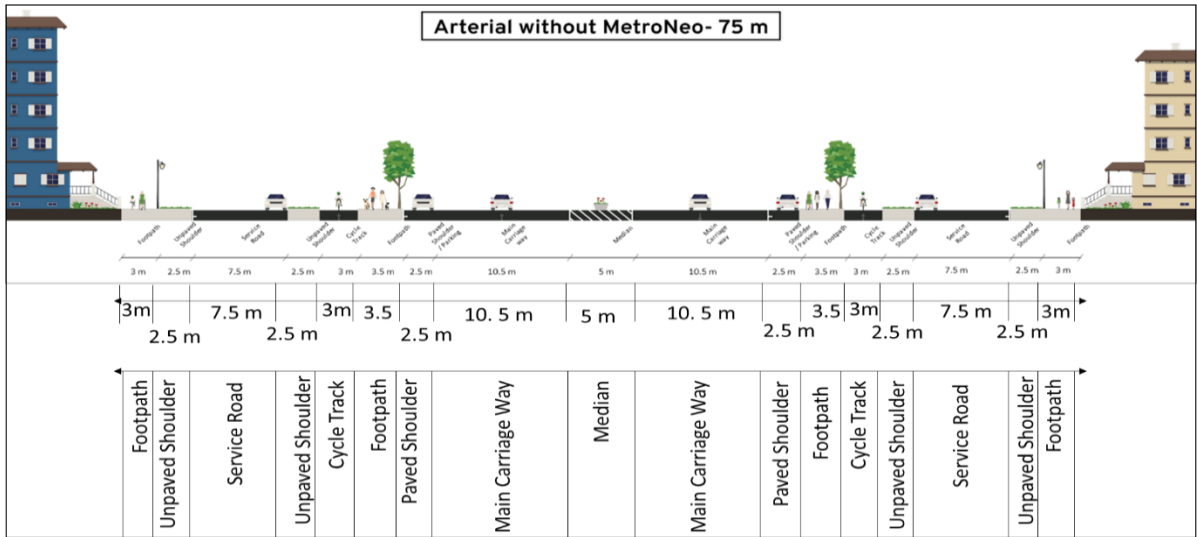 Arterial without MetroNeo- 75 m
Footpath
Unpaved Shoulder
Service Road
Unpaved Shoulder
Cycle Track
Footpath
Paved Shoulder / Parking
Main Carriage way
Median
Main Carriage way
Paved Shoulder / Parking
Footpath
Cycle Track
Unpaved Shoulder
Service Road
Unpaved Shoulder
Footpath
3 m 2.5 m 7.5 m 2.5 m 3 m 3.5 m 2.5 m 10.5 m 5 m 10.5 m 2.5 m 3.5 m 3 m 2.5 m 7.5 m 2.5 m 3 m
3m 7.5 m 3m 3.5 10. 5 m 5 m 10. 5 m 3.5 3m 7.5 m 3m
2.5 m 2.5 m 2.5 m 2.5 m 2.5 m 2.5 m
Footpath
Unpaved Shoulder
Service Road
Unpaved Shoulder
Cycle Track
Footpath
Paved Shoulder
Main Carriage Way
Median
Main Carriage Way
Paved Shoulder
Footpath
Cycle Track
Unpaved Shoulder
Service Road
Unpaved Shoulder
Footpath